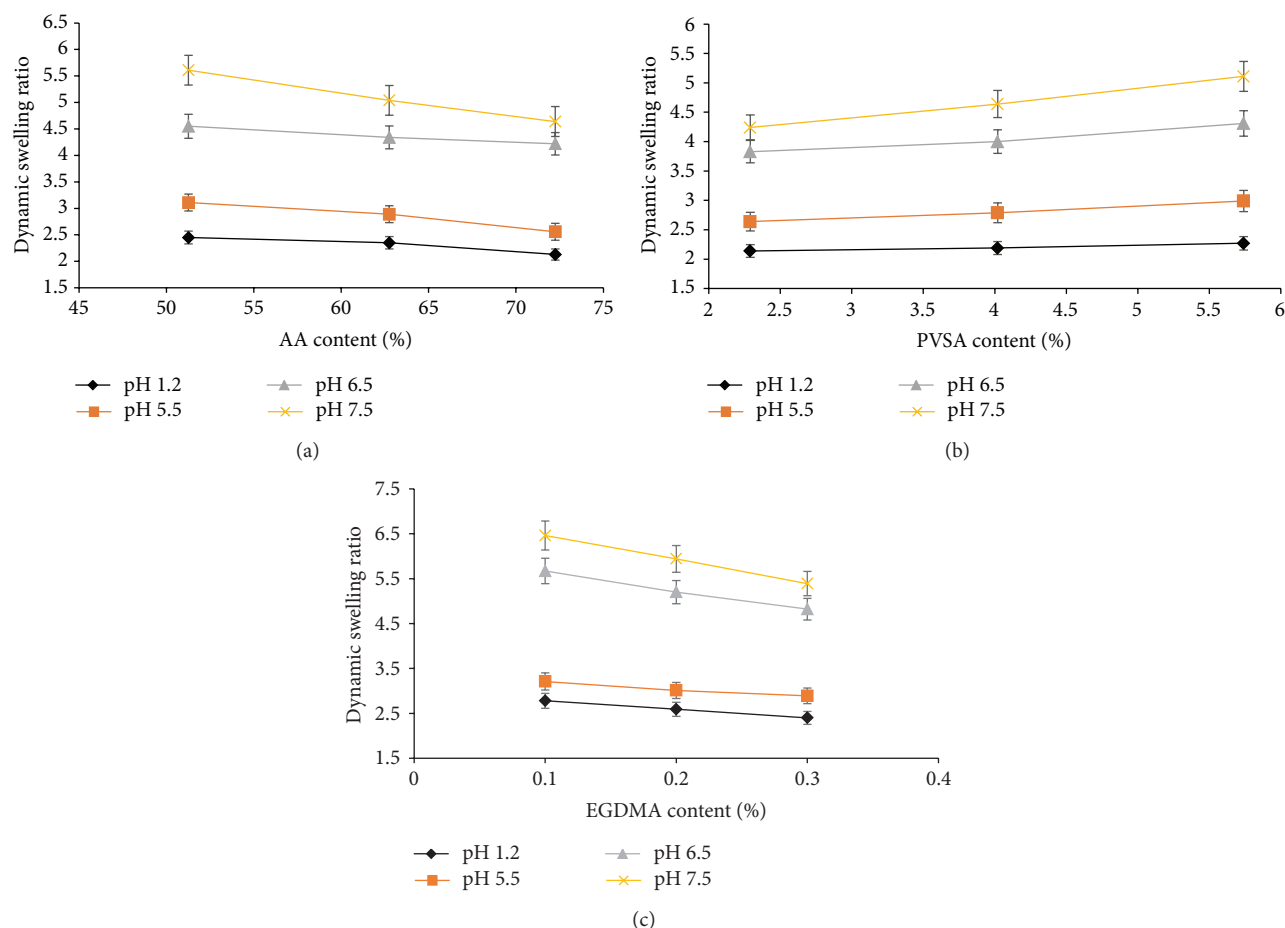 6.5
6
5.5
5
4.5
4
3.5
3
2.5
2
1.5
Dynamic swelling ratio
45 50 55 60 65 70 75
AA content (%)
pH 1.2 pH 6.5
pH 5.5 pH 7.5
(a)
6
5.5
5
4.5
4
3.5
3
2.5
2
1.5
Dynamic swelling ratio
2 2.5 3 3.5 4 4.5 5 5.5 6
PVSA content (%)
pH 1.2 pH 6.5
pH 5.5 pH 7.5
(b)
7.5
6.5
5.5
4.5
3.5
2.5
1.5
Dynamic swelling ratio
0 0.1 0.2 0.3 0.4
EGDMA content (%)
pH 1.2 pH 6.5
pH 5.5 pH 7.5
(c)